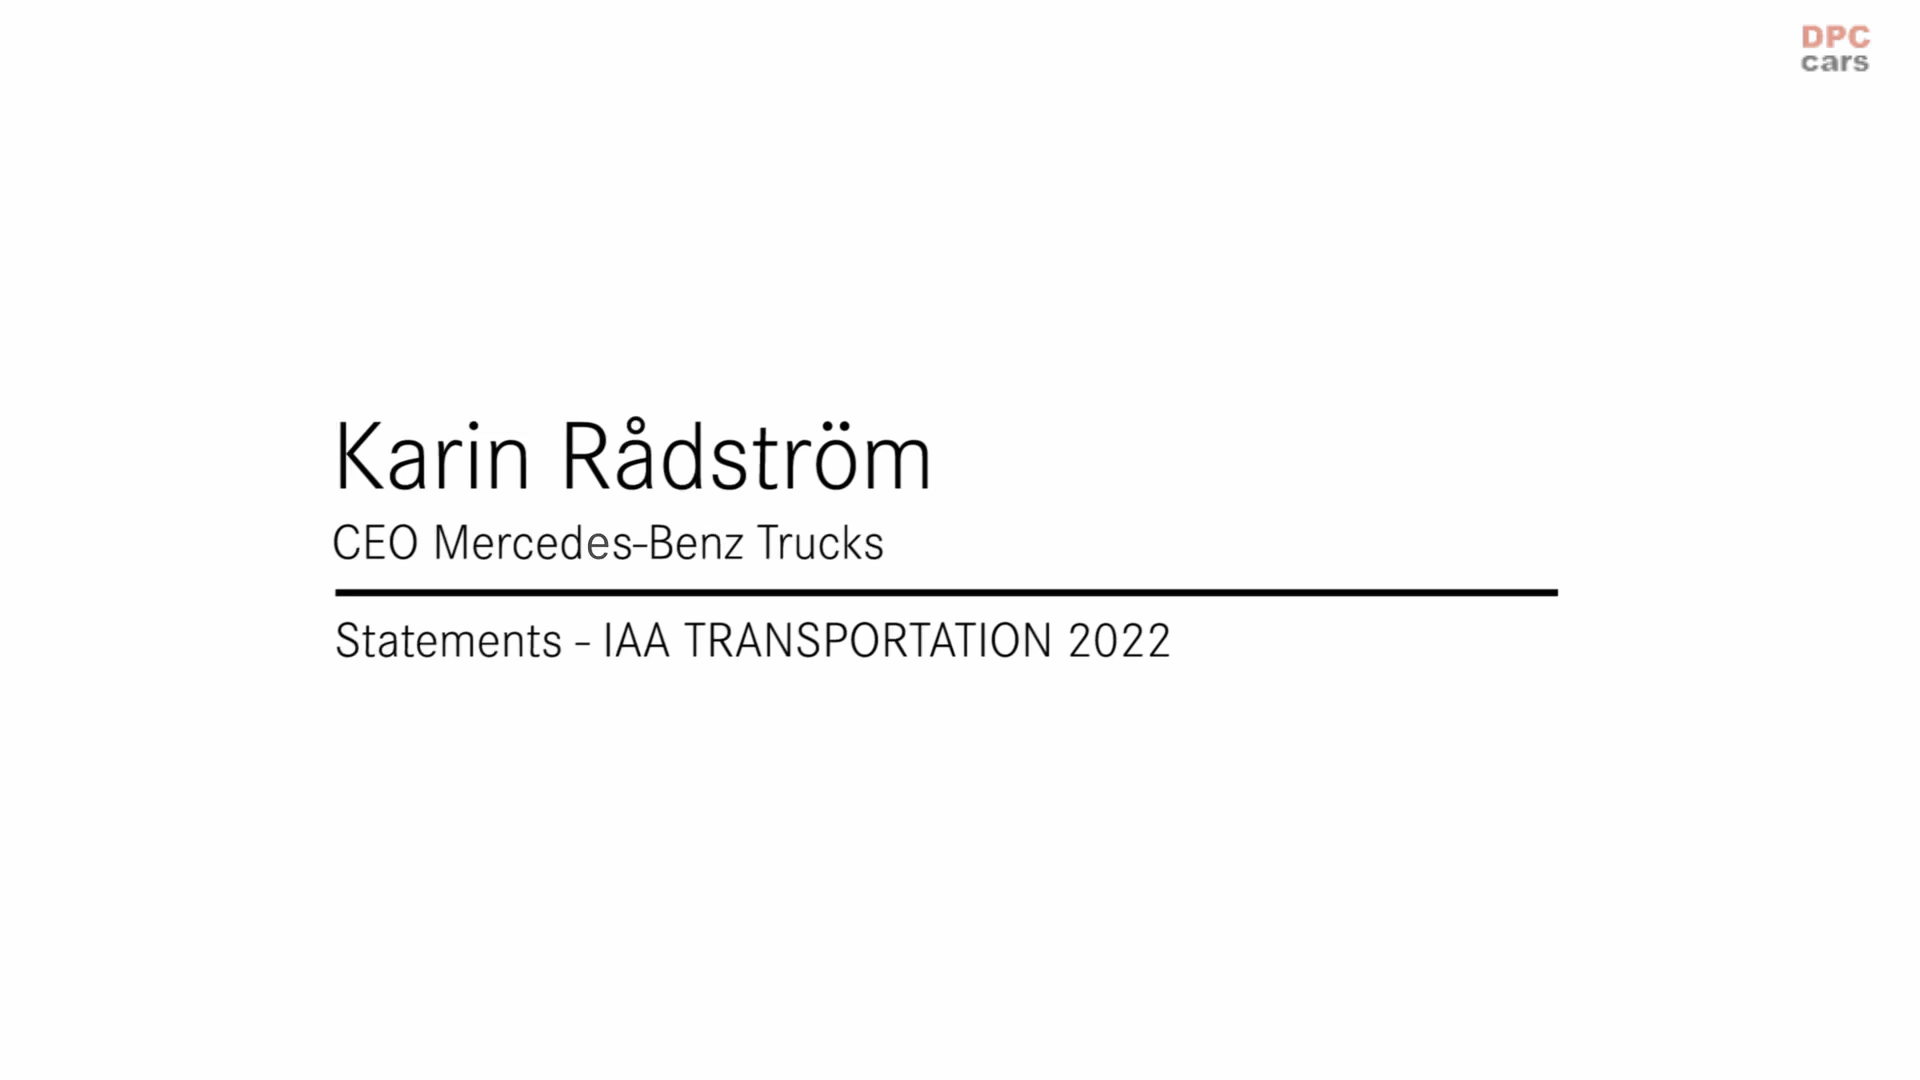 DPC
cars
Karin Rådström
CEO Mercedes-Benz Trucks
Statements - IAA TRANSPORTATION 2022